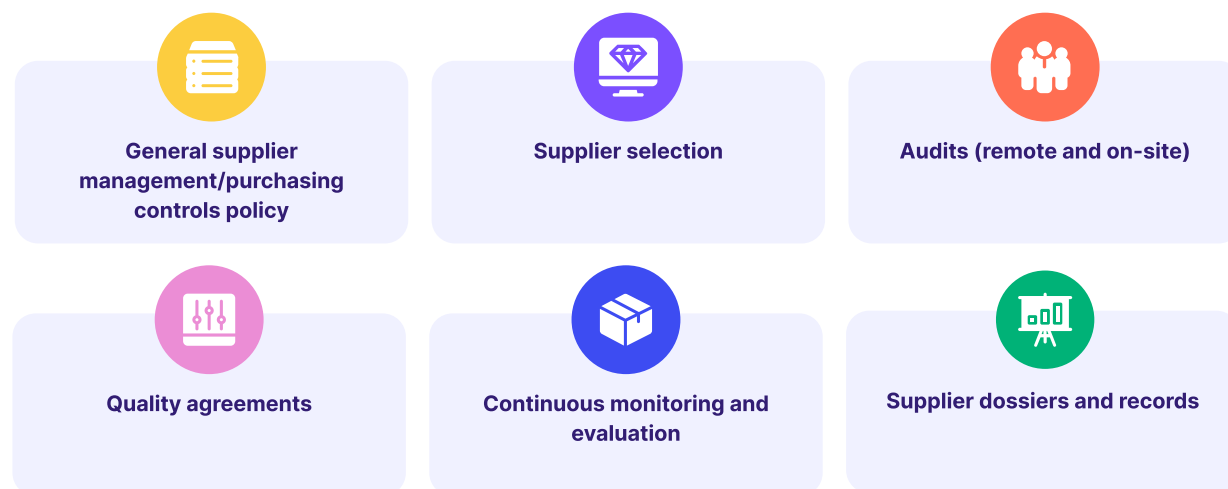 General supplier
management/purchasing
controls policy
Supplier selection
Audits (remote and on-site)
Quality agreements
Continuous monitoring and
evaluation
Supplier dossiers and records